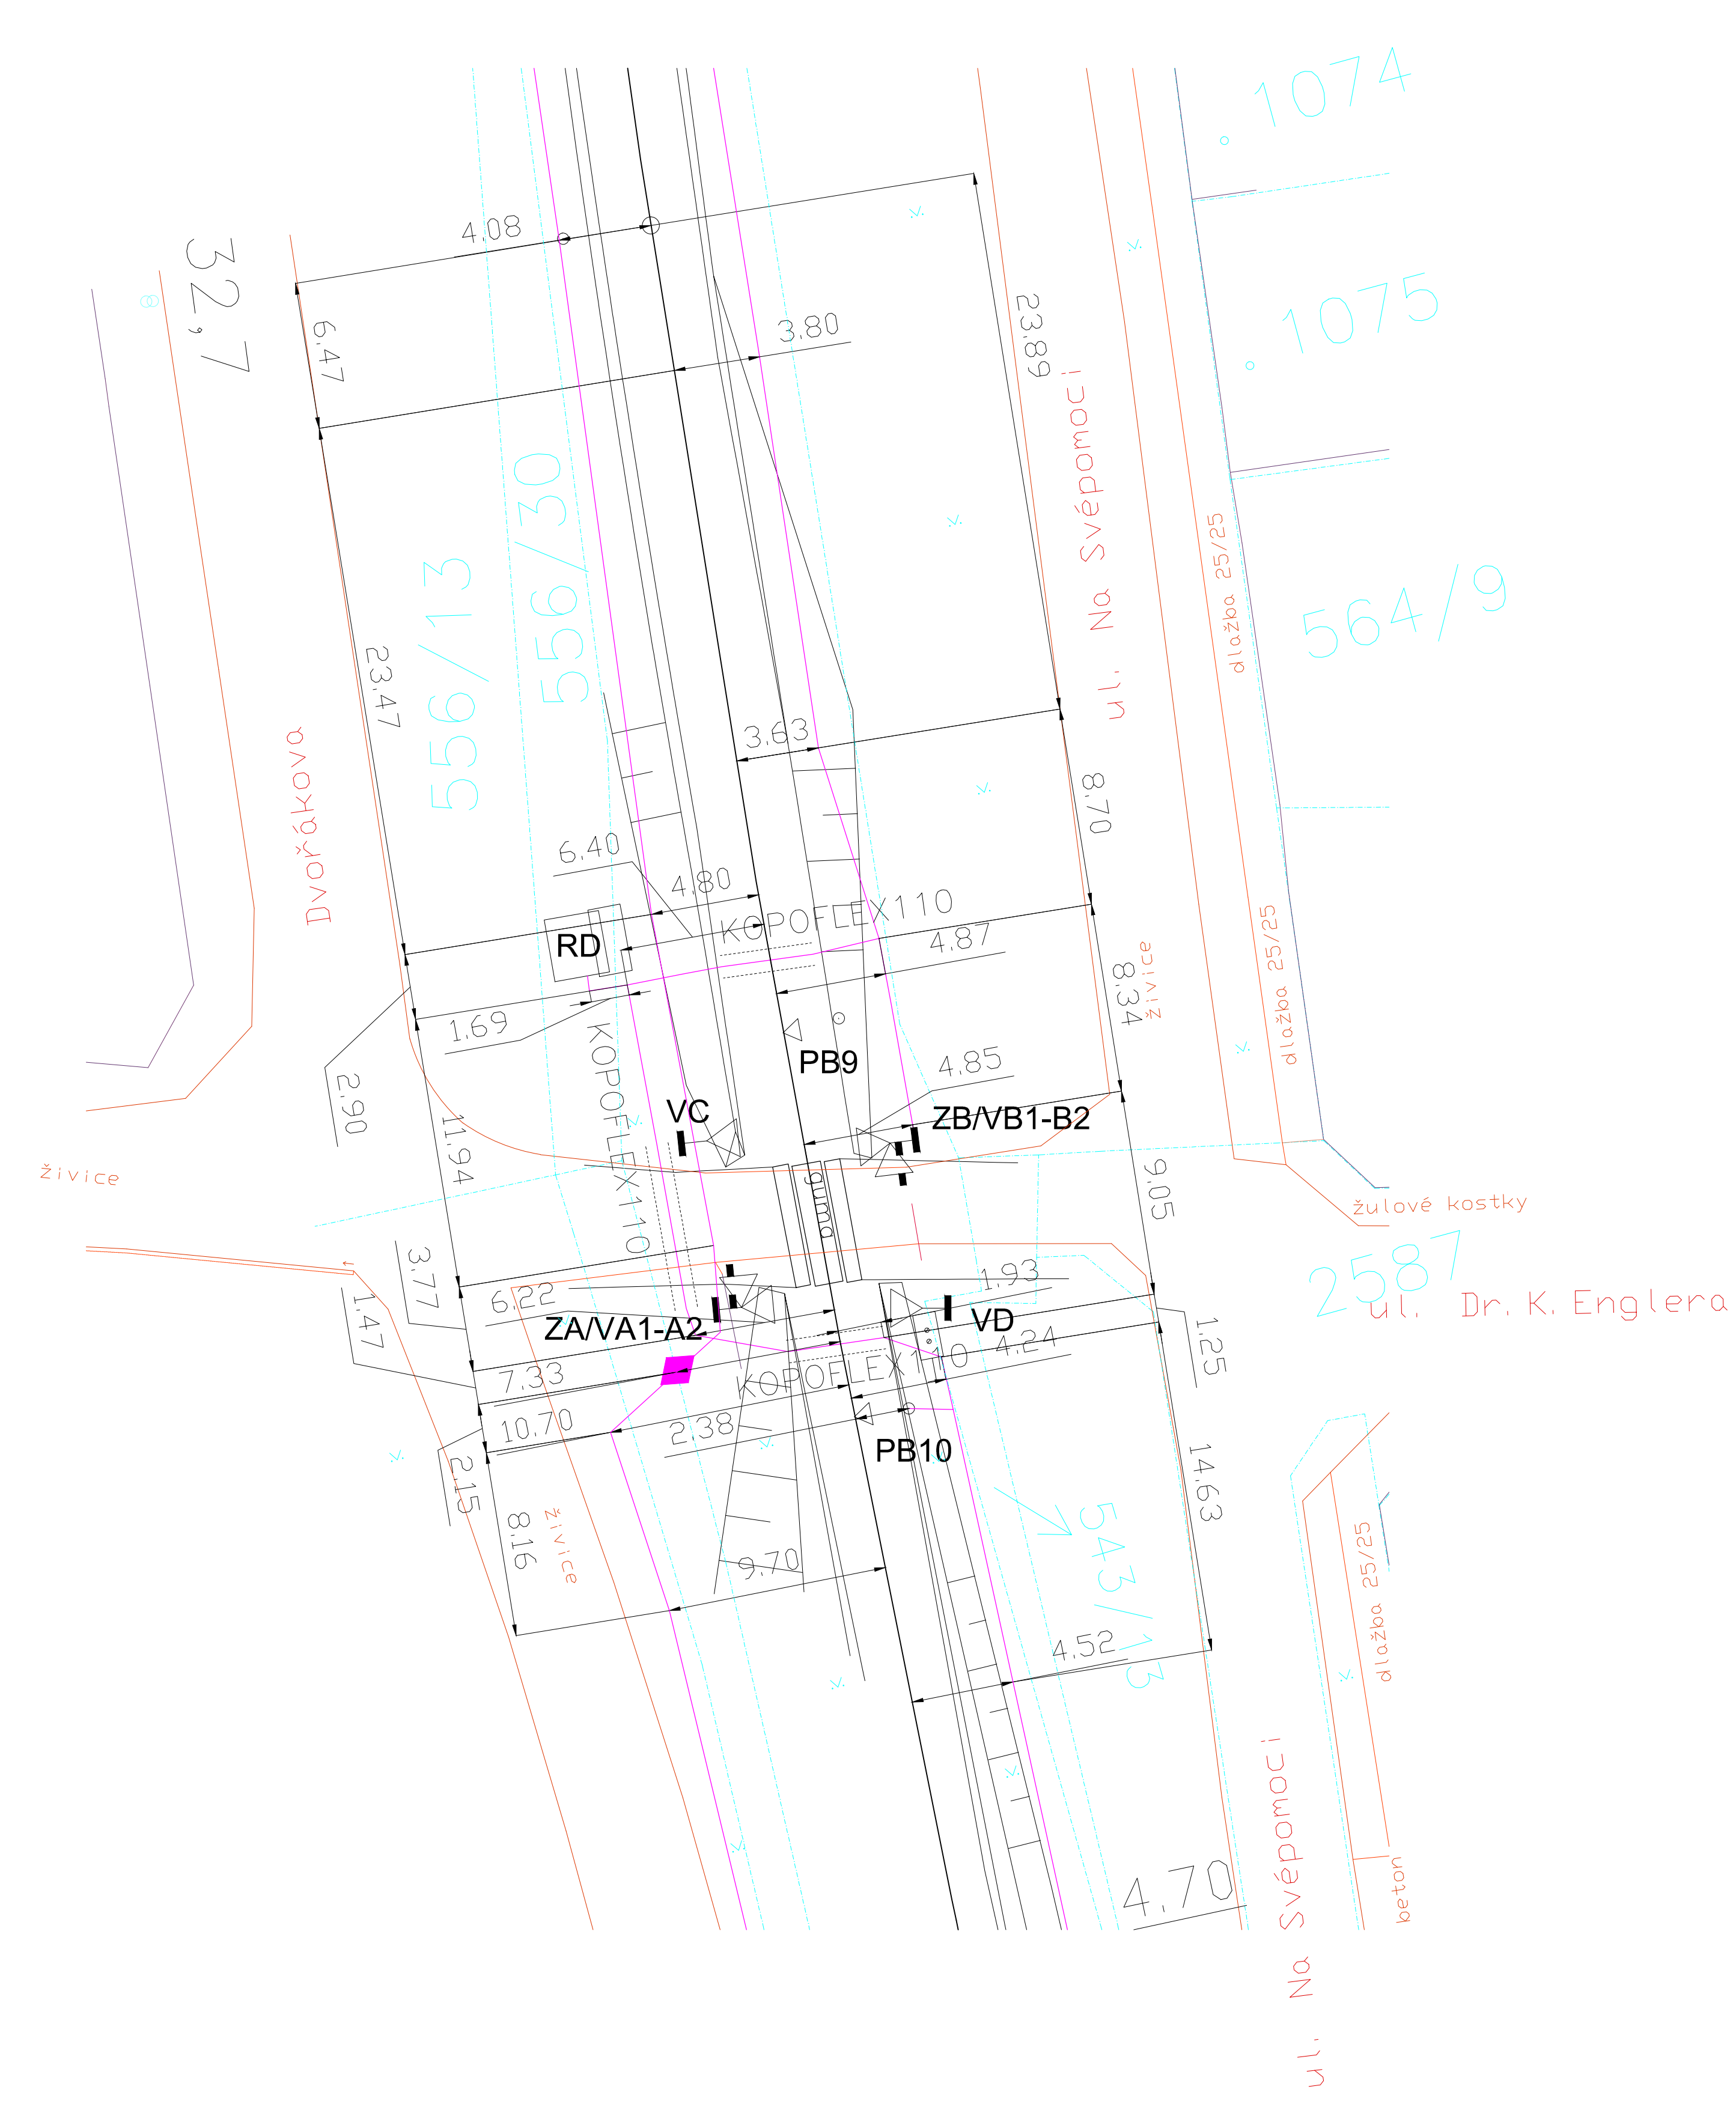 1074
4,08
32,7
6,47
3,80
23,89
1075
ul. Na Svépomoci
556/30
556/13
dlažba 25/25
564/9
23,47
3,63
Dvořákova
8,70
6,40
4,80
KOPOFLEX110
4,87
RD
8,34
živice
dlažba 25/25
1,69
KOPOFLEX110
PB9
4,85
2,90
VC
ZB/VB1-B2
11,94
živice
guma
9,05
žulové kostky
3,77
2587
1,93
6,22
1,47
ZA/VA1-A2
VD
ul. Dr. K. Englera
1,25
4,24
7,33
KOPOFLEX110
10,70
2,38
PB10
2,15
14,63
8,16
živice
543/13
dlažba 25/25
9,70
4,52
ul. Na Svépomoci
4,70
beton